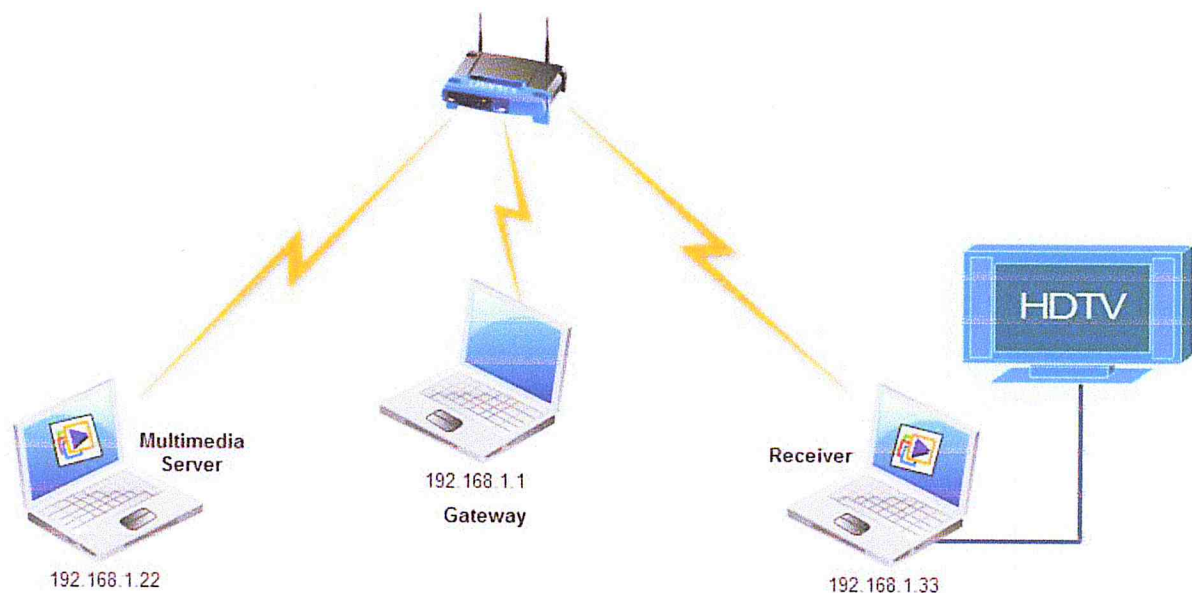 HDTV
Multimedia
Server
Receiver
192.168.1.1
Gateway
192.168.1.22
192.168.1.33